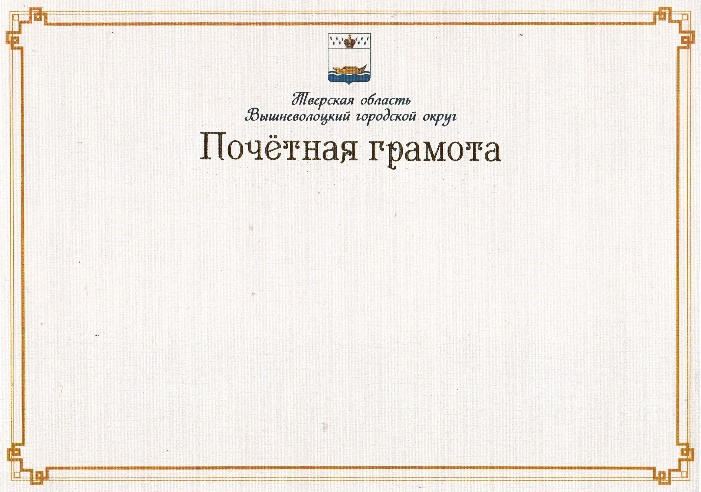 Тверская область
Вышневолоцкий городской округ
Почётная грамота